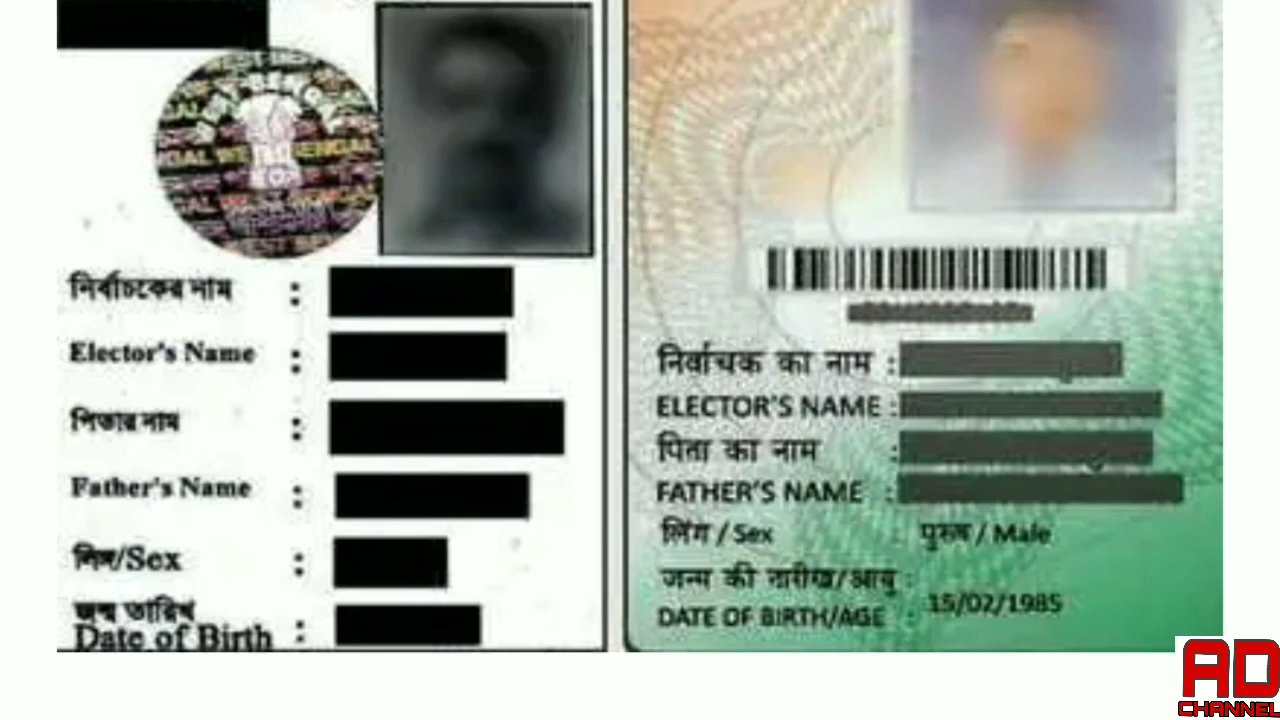 নির্বাচকের নাম :
Elector's Name :
পিতার নাম :
Father's Name :
লিঙ্গ/Sex :
জন্ম তারিখ
Date of Birth :
निर्वाचक का नाम :
ELECTOR'S NAME :
पिता का नाम :
FATHER'S NAME :
लिंग / Sex : पुरुष / Male
जन्म की तारीख/आयु :
DATE OF BIRTH/AGE : 15/02/1985
AD
CHANNEL